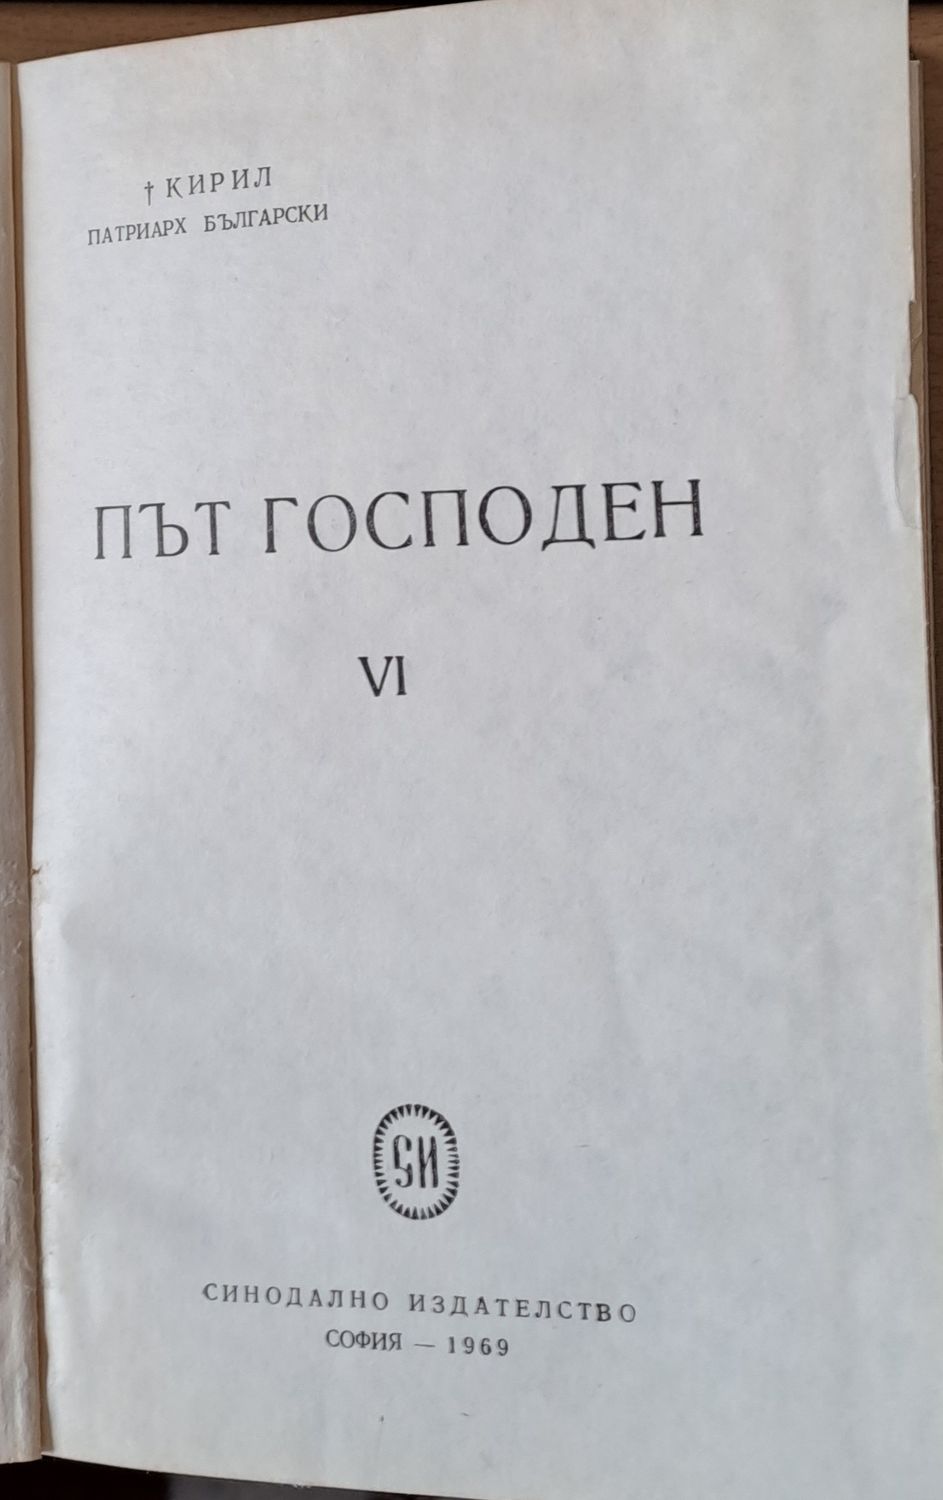 † КИРИЛ
ПАТРИАРХ БЪЛГАРСКИ
ПЪТ ГОСПОДЕН
VI
СИ
СИНОДАЛНО ИЗДАТЕЛСТВО
СОФИЯ — 1969